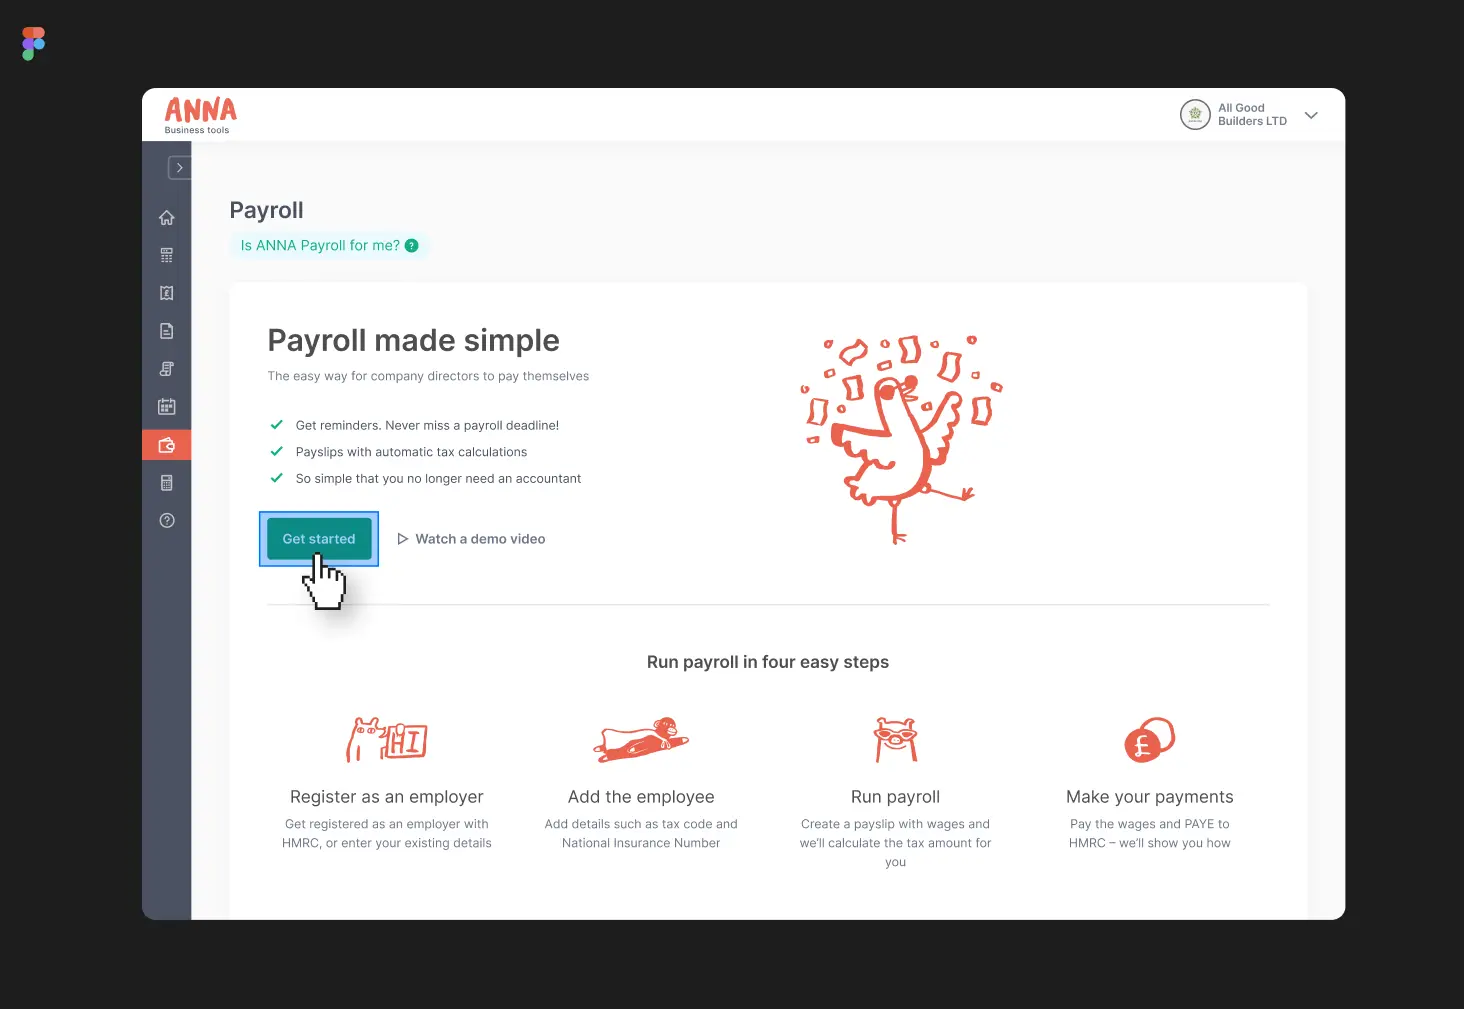 ANNA
Business tools
All Good
Builders LTD
Payroll
Is ANNA Payroll for me? ?
Payroll made simple
The easy way for company directors to pay themselves
Get reminders. Never miss a payroll deadline!
Payslips with automatic tax calculations
So simple that you no longer need an accountant
Get started
Watch a demo video
Run payroll in four easy steps
HI
£
Register as an employer
Get registered as an employer with
HMRC, or enter your existing details
Add the employee
Add details such as tax code and
National Insurance Number
Run payroll
Create a payslip with wages and
we’ll calculate the tax amount for
you
Make your payments
Pay the wages and PAYE to
HMRC – we’ll show you how